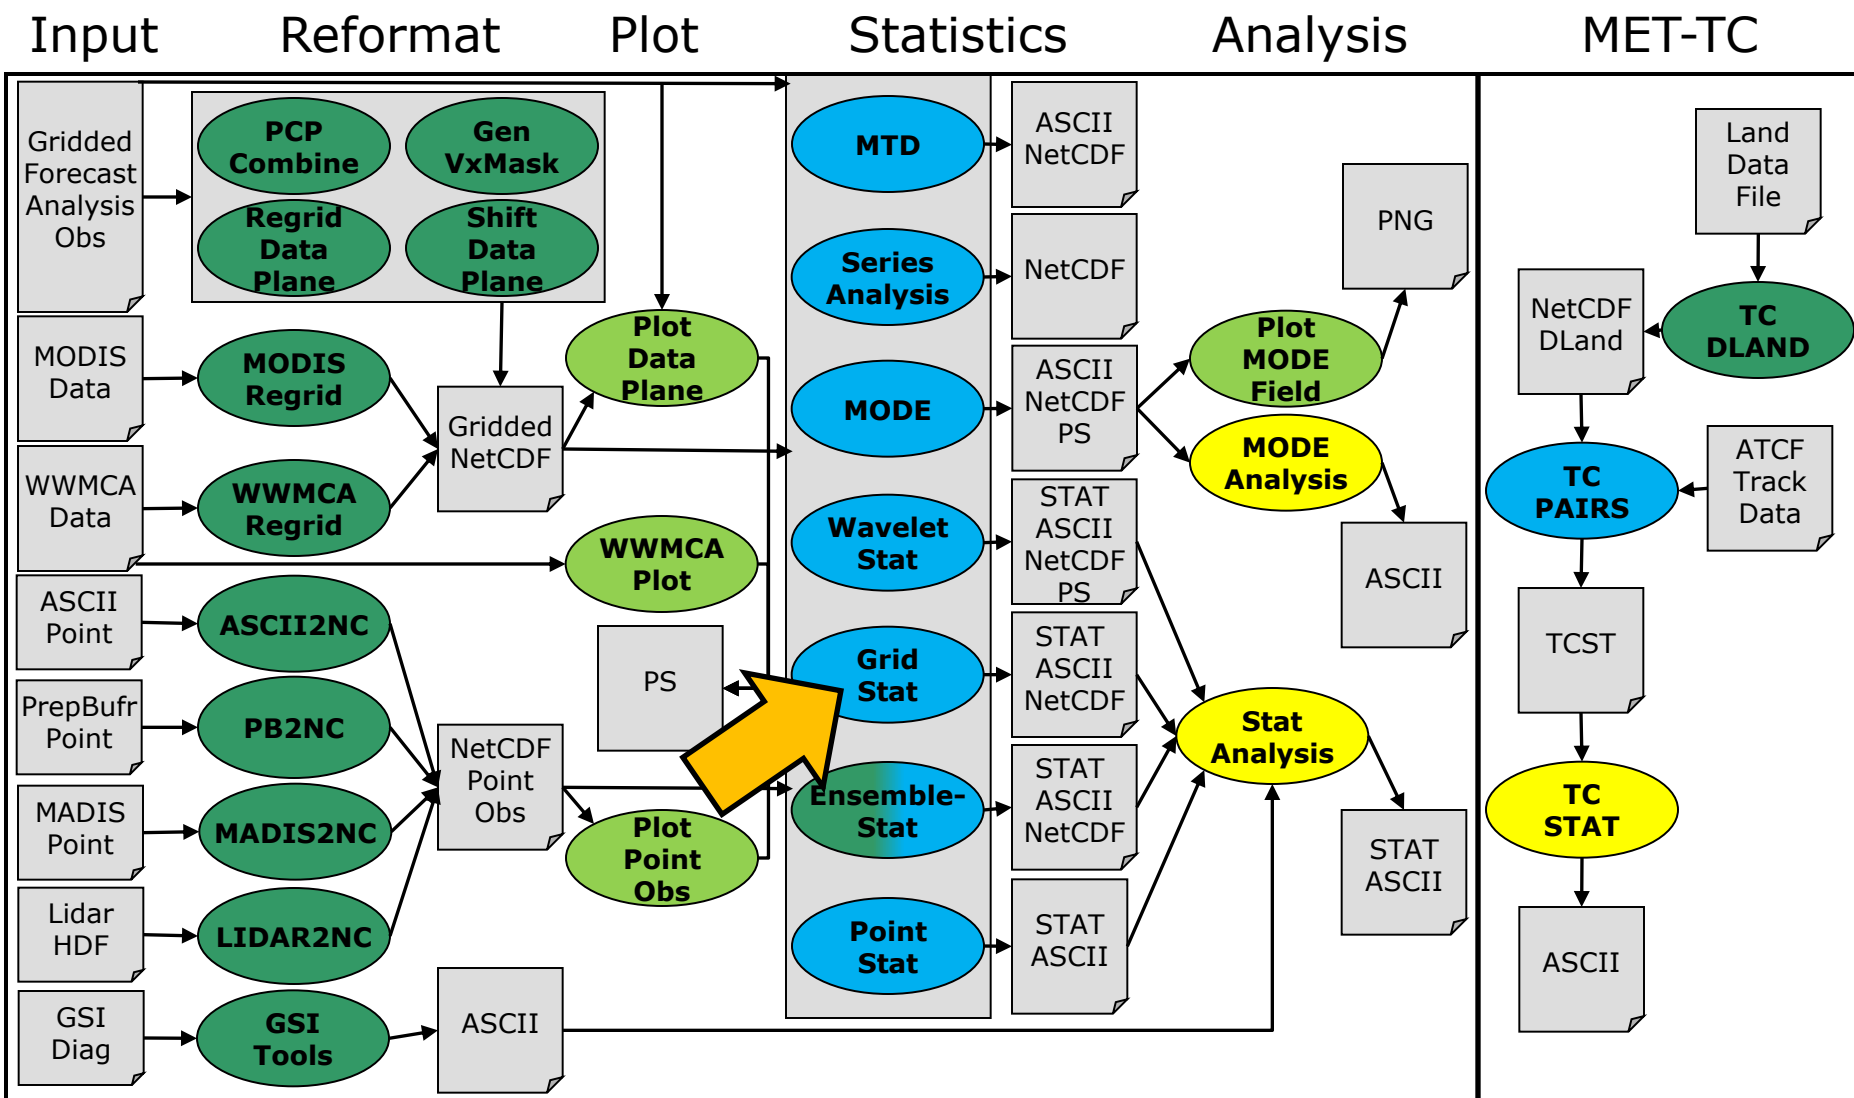 Input
Reformat
Plot
Statistics
Analysis
MET-TC
Gridded
Forecast
Analysis
Obs
PCP
Combine
Gen
VxMask
Regrid
Data
Plane
Shift
Data
Plane
MODIS
Data
MODIS
Regrid
WWMCA
Data
WWMCA
Regrid
Gridded
NetCDF
Plot
Data
Plane
WWMCA
Plot
ASCII
Point
ASCII2NC
PrepBufr
Point
PB2NC
MADIS
Point
MADIS2NC
Lidar
HDF
LIDAR2NC
GSI
Diag
GSI
Tools
ASCII
NetCDF
Point
Obs
PS
Plot
Point
Obs
MTD
ASCII
NetCDF
Series
Analysis
NetCDF
MODE
ASCII
NetCDF
PS
Wavelet
Stat
STAT
ASCII
NetCDF
PS
Grid
Stat
STAT
ASCII
NetCDF
Ensemble-
Stat
STAT
ASCII
NetCDF
Point
Stat
STAT
ASCII
Plot
MODE
Field
PNG
MODE
Analysis
ASCII
Stat
Analysis
STAT
ASCII
Land
Data
File
TC
DLAND
NetCDF
DLand
TC
PAIRS
ATCF
Track
Data
TCST
TC
STAT
ASCII